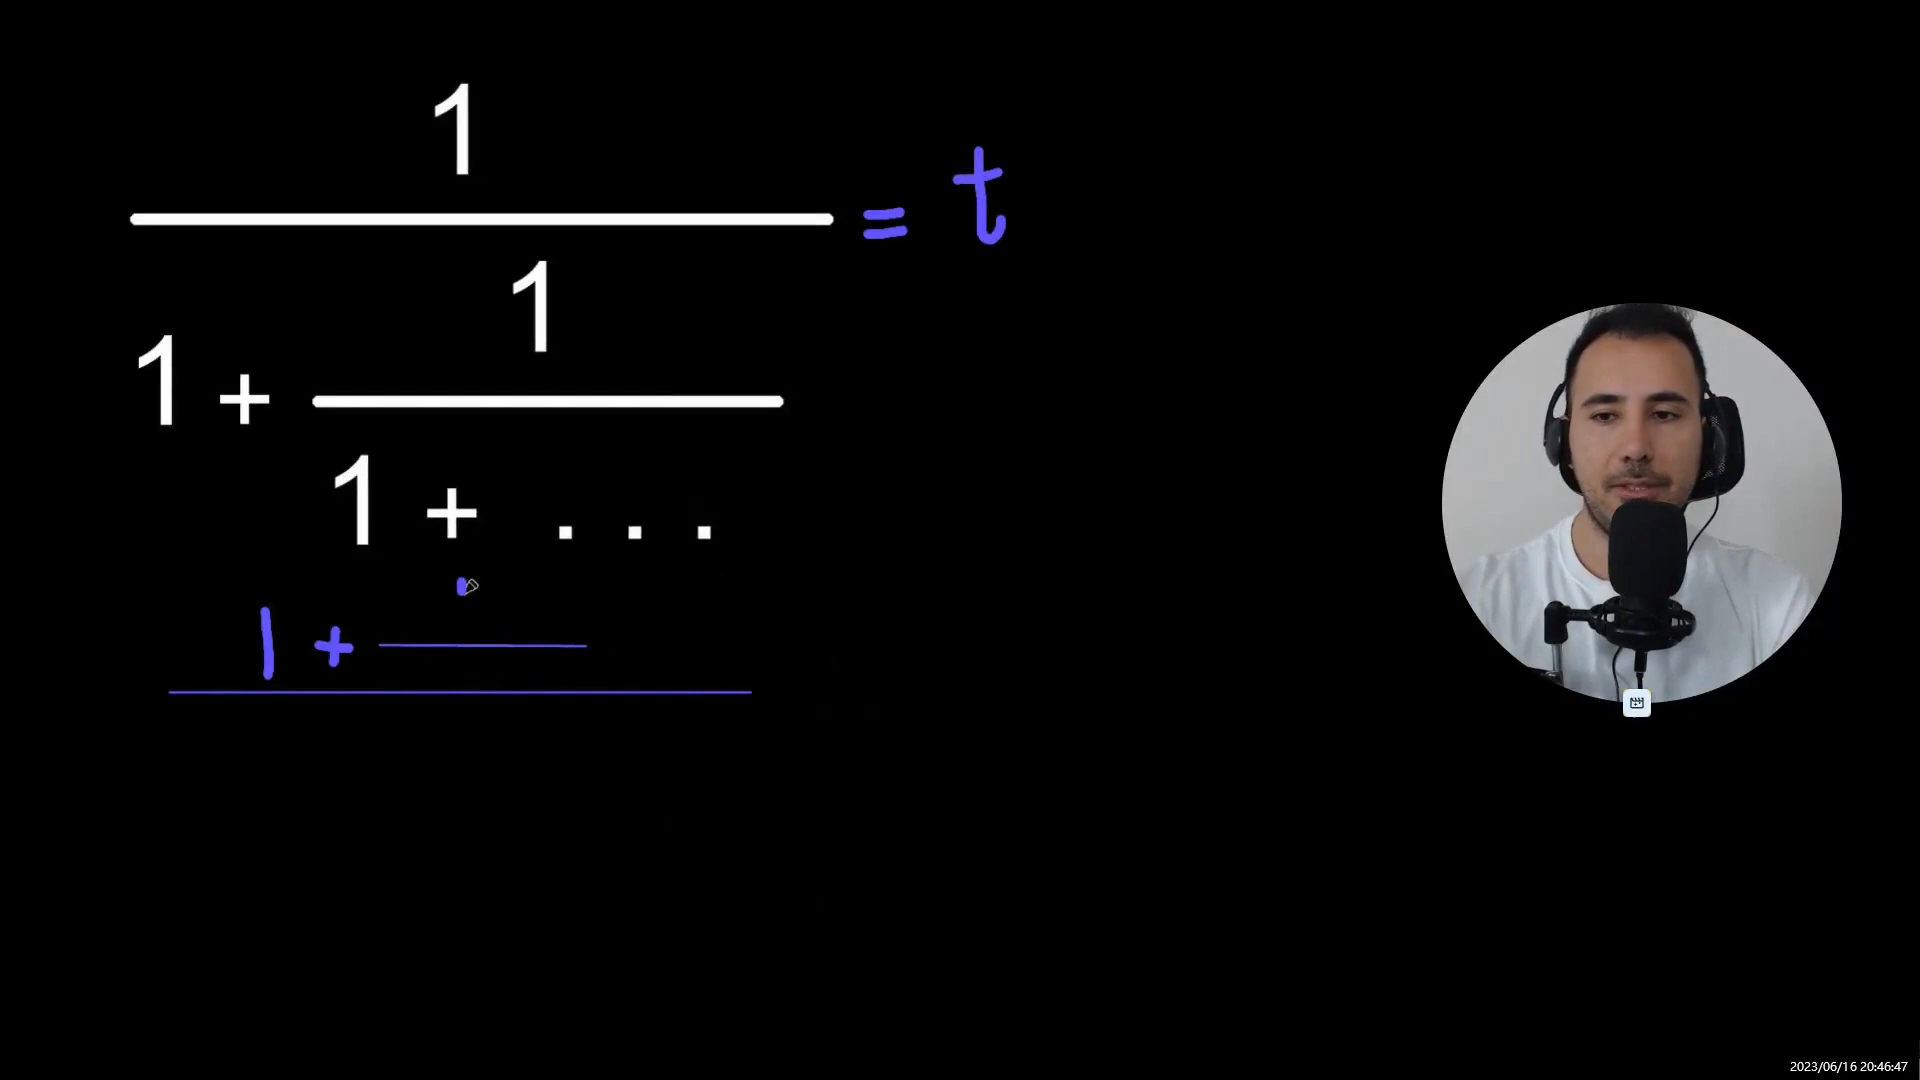 1
= t
1
1 +
1 + . . .
1 +
2023/06/16 20:46:47